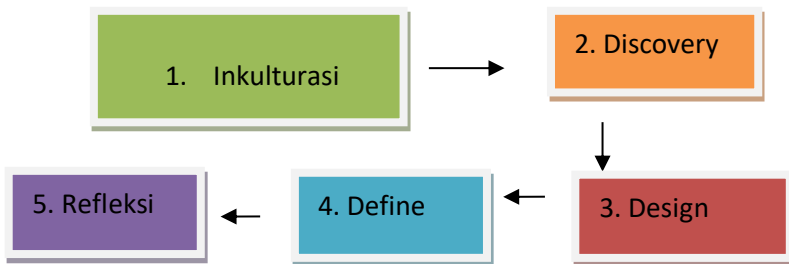 1. Inkulturasi
2. Discovery
3. Design
4. Define
5. Refleksi